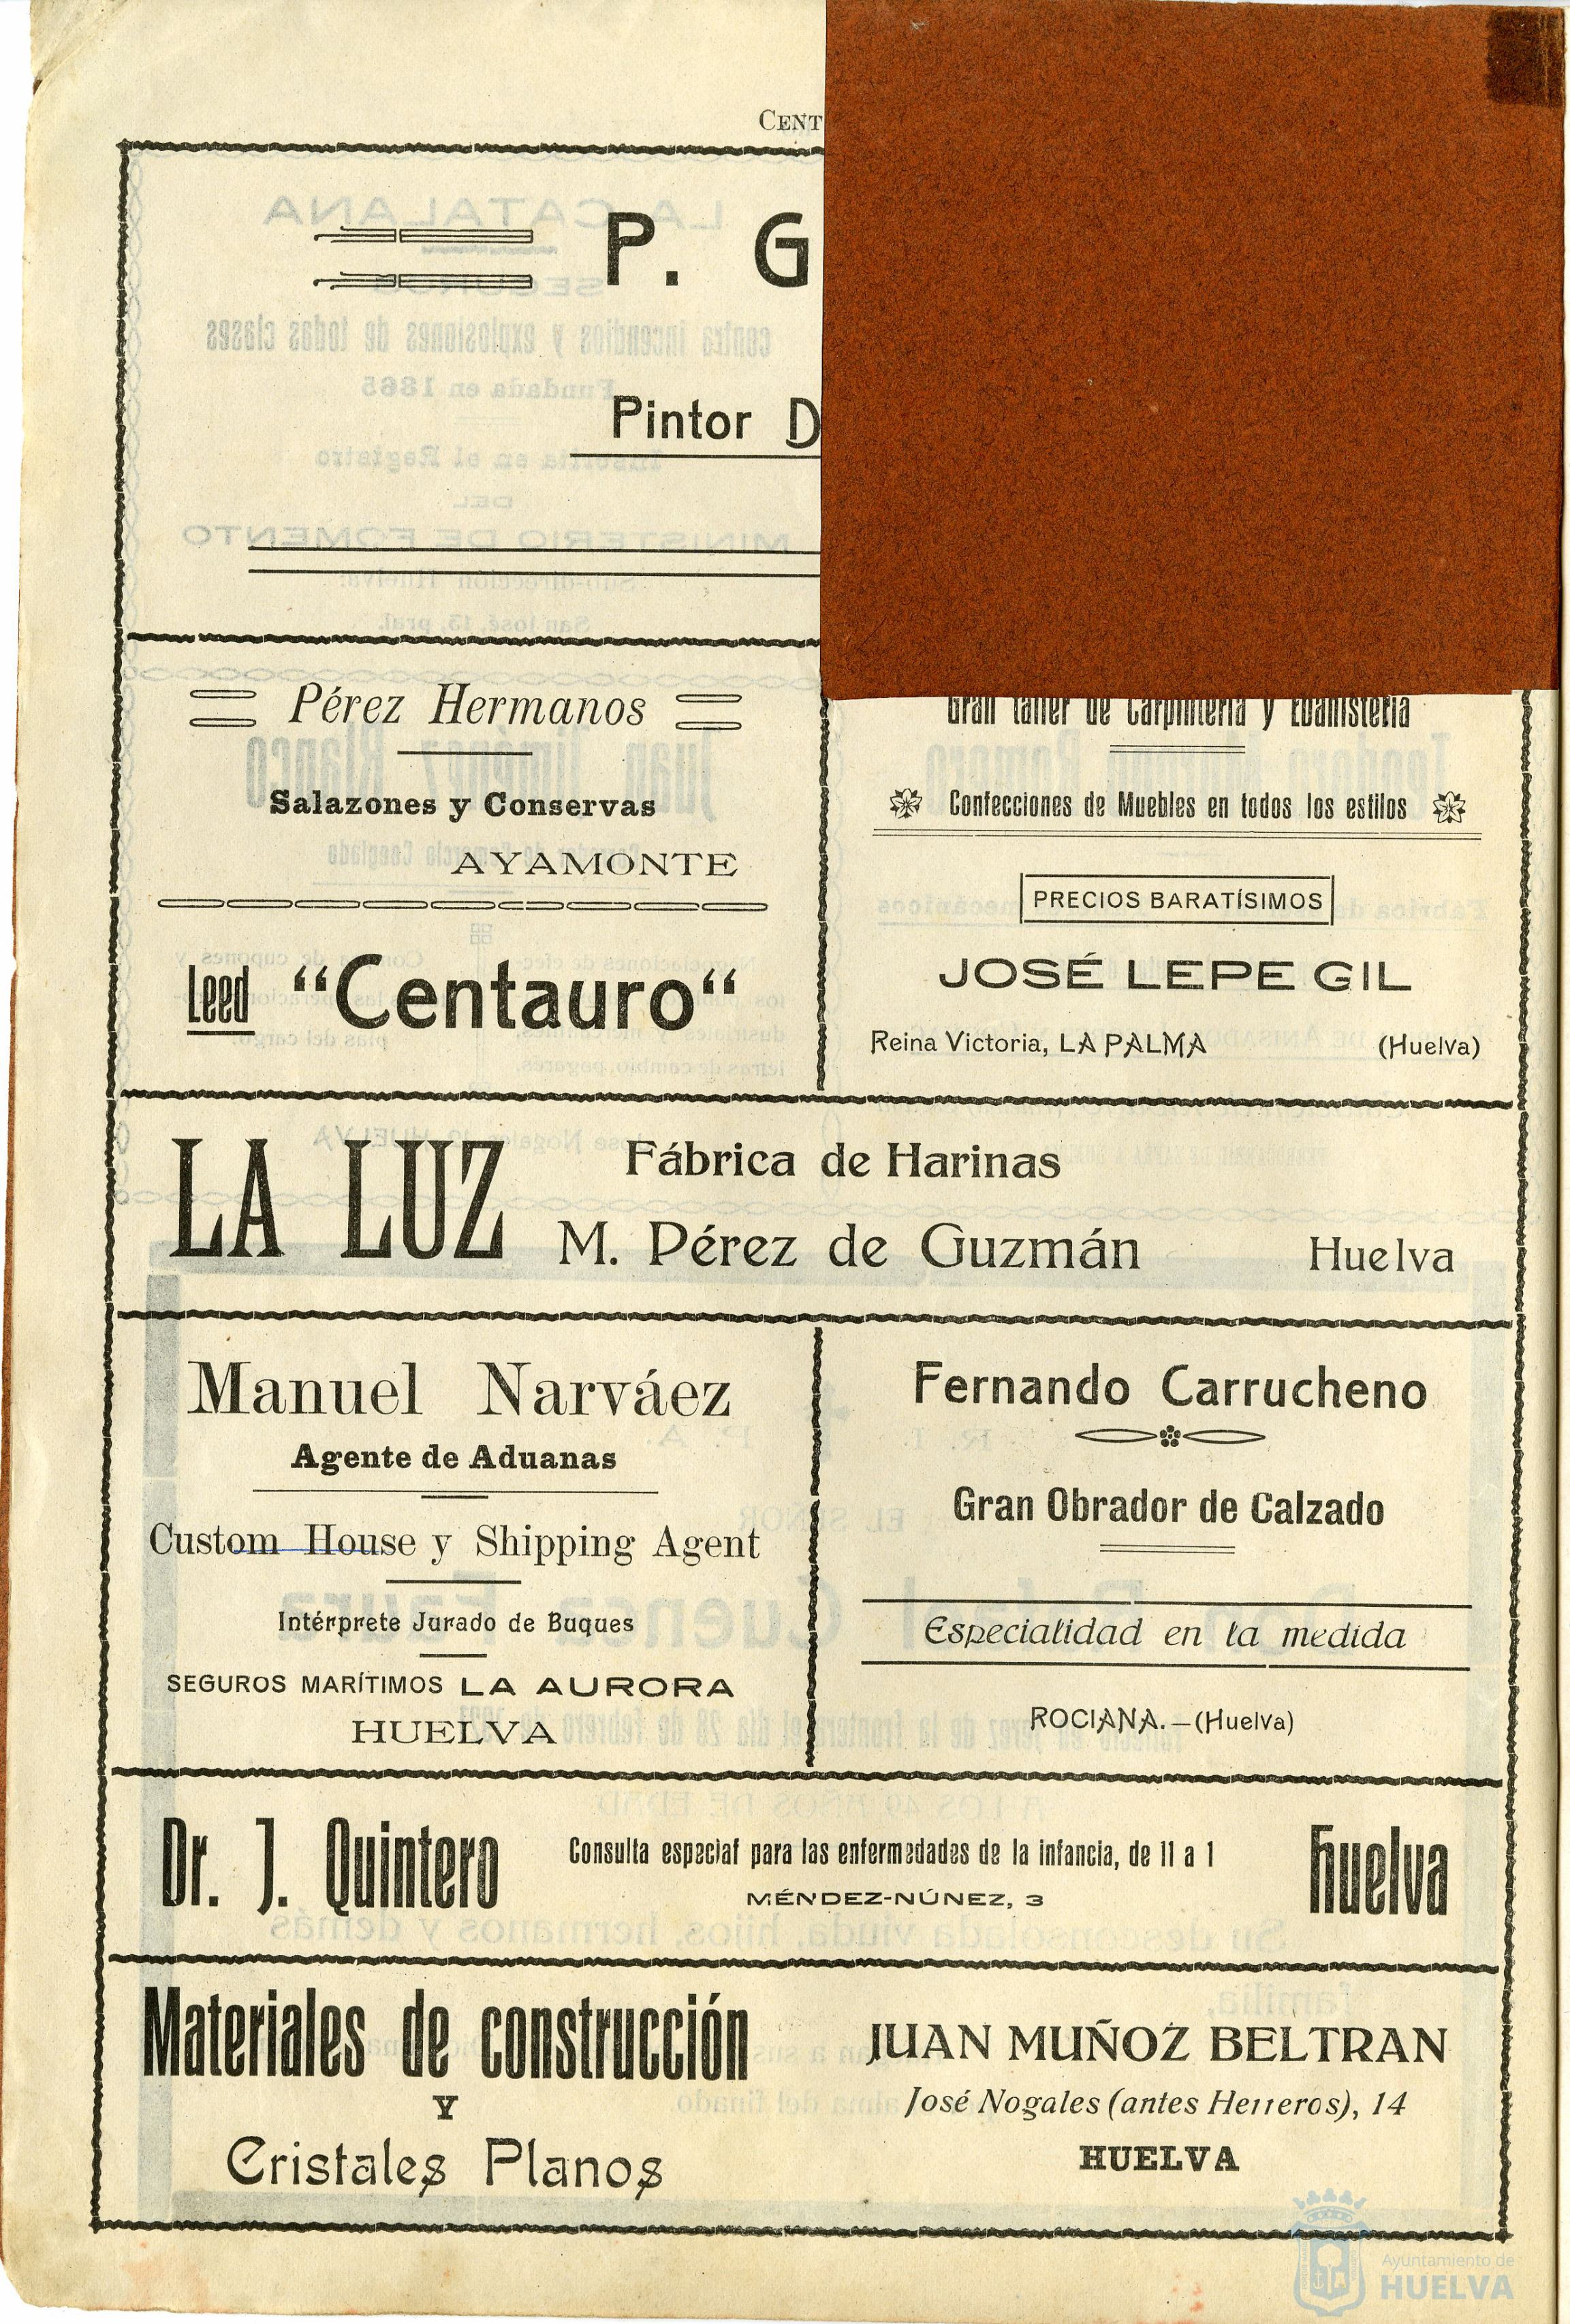 CENT
P. G
Pintor D
Pérez Hermanos
Salazones y Conservas
AYAMONTE
Leed “Centauro“
Gran taller de Carpintería y Ebanistería
Confecciones de Muebles en todos los estilos
PRECIOS BARATÍSIMOS
JOSÉ LEPE GIL
Reina Victoria, LA PALMA (Huelva)
LA LUZ
Fábrica de Harinas
M. Pérez de Guzmán Huelva
Manuel Narváez
Agente de Aduanas
Custom House y Shipping Agent
Intérprete Jurado de Buques
SEGUROS MARÍTIMOS LA AURORA
HUELVA
Fernando Carrucheno
Gran Obrador de Calzado
Especialidad en la medida
ROCIANA.—(Huelva)
Dr. J. Quintero
Consulta especiaf para las enfermedades de la infancia, de 11 a 1
MÉNDEZ-NÚNEZ, 3
huelva
Materiales de construcción
Y
Cristales Planos
JUAN MUÑOZ BELTRAN
José Nogales (antes Herreros), 14
HUELVA
Ayuntamiento de
HUELVA